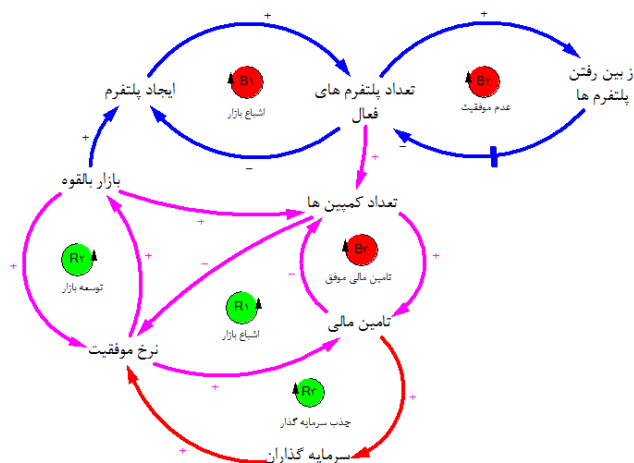 +
+
B۱
اشباع بازار
B۲
عدم موفقیت
ایجاد پلتفرم
تعداد پلتفرم های
فعال
ز بین رفتن
پلتفرم ها
+
−
+
−
بازار بالقوه
تعداد کمپین ها
+
R۲
توسعه بازار
+
+
−
−
+
تامین مالی موفق
R۱
اشباع بازار
تامین مالی
نرخ موفقیت
+
R۳
جذب سرمایه گذار
+
سرمایه گذاران
+